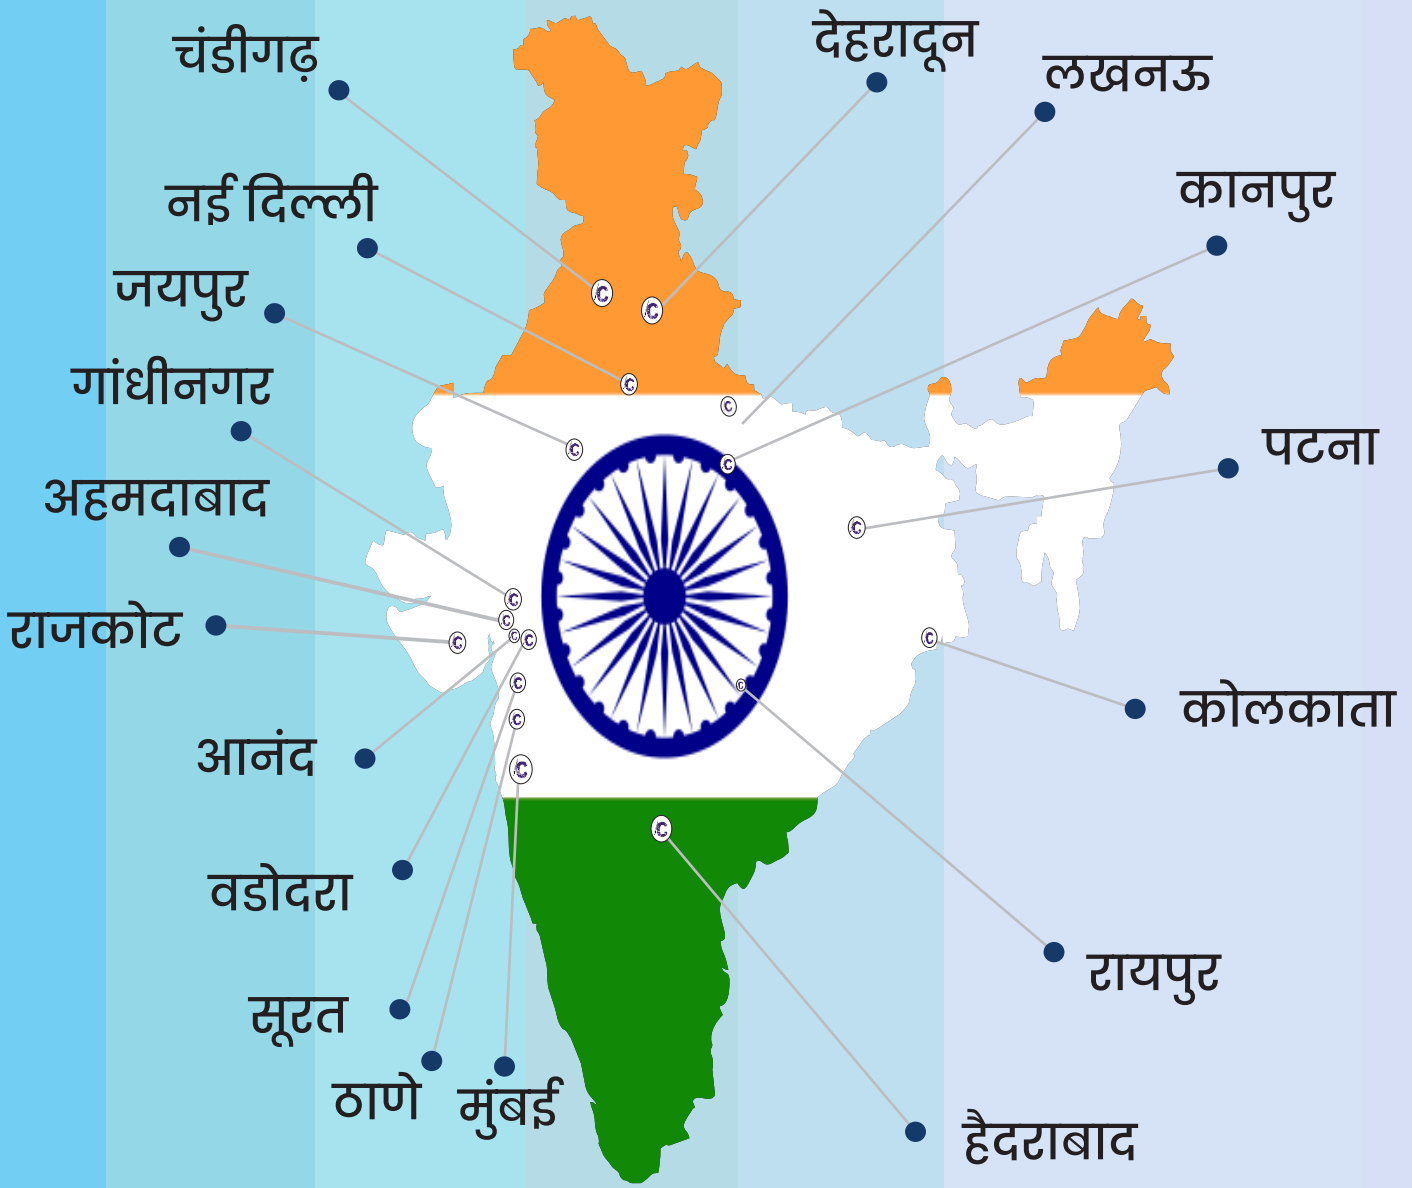 चंडीगढ़
देहरादून
लखनऊ
नई दिल्ली
कानपुर
जयपुर
गांधीनगर
पटना
अहमदाबाद
राजकोट
कोलकाता
आनंद
वडोदरा
रायपुर
सूरत
ठाणे
मुंबई
हैदराबाद